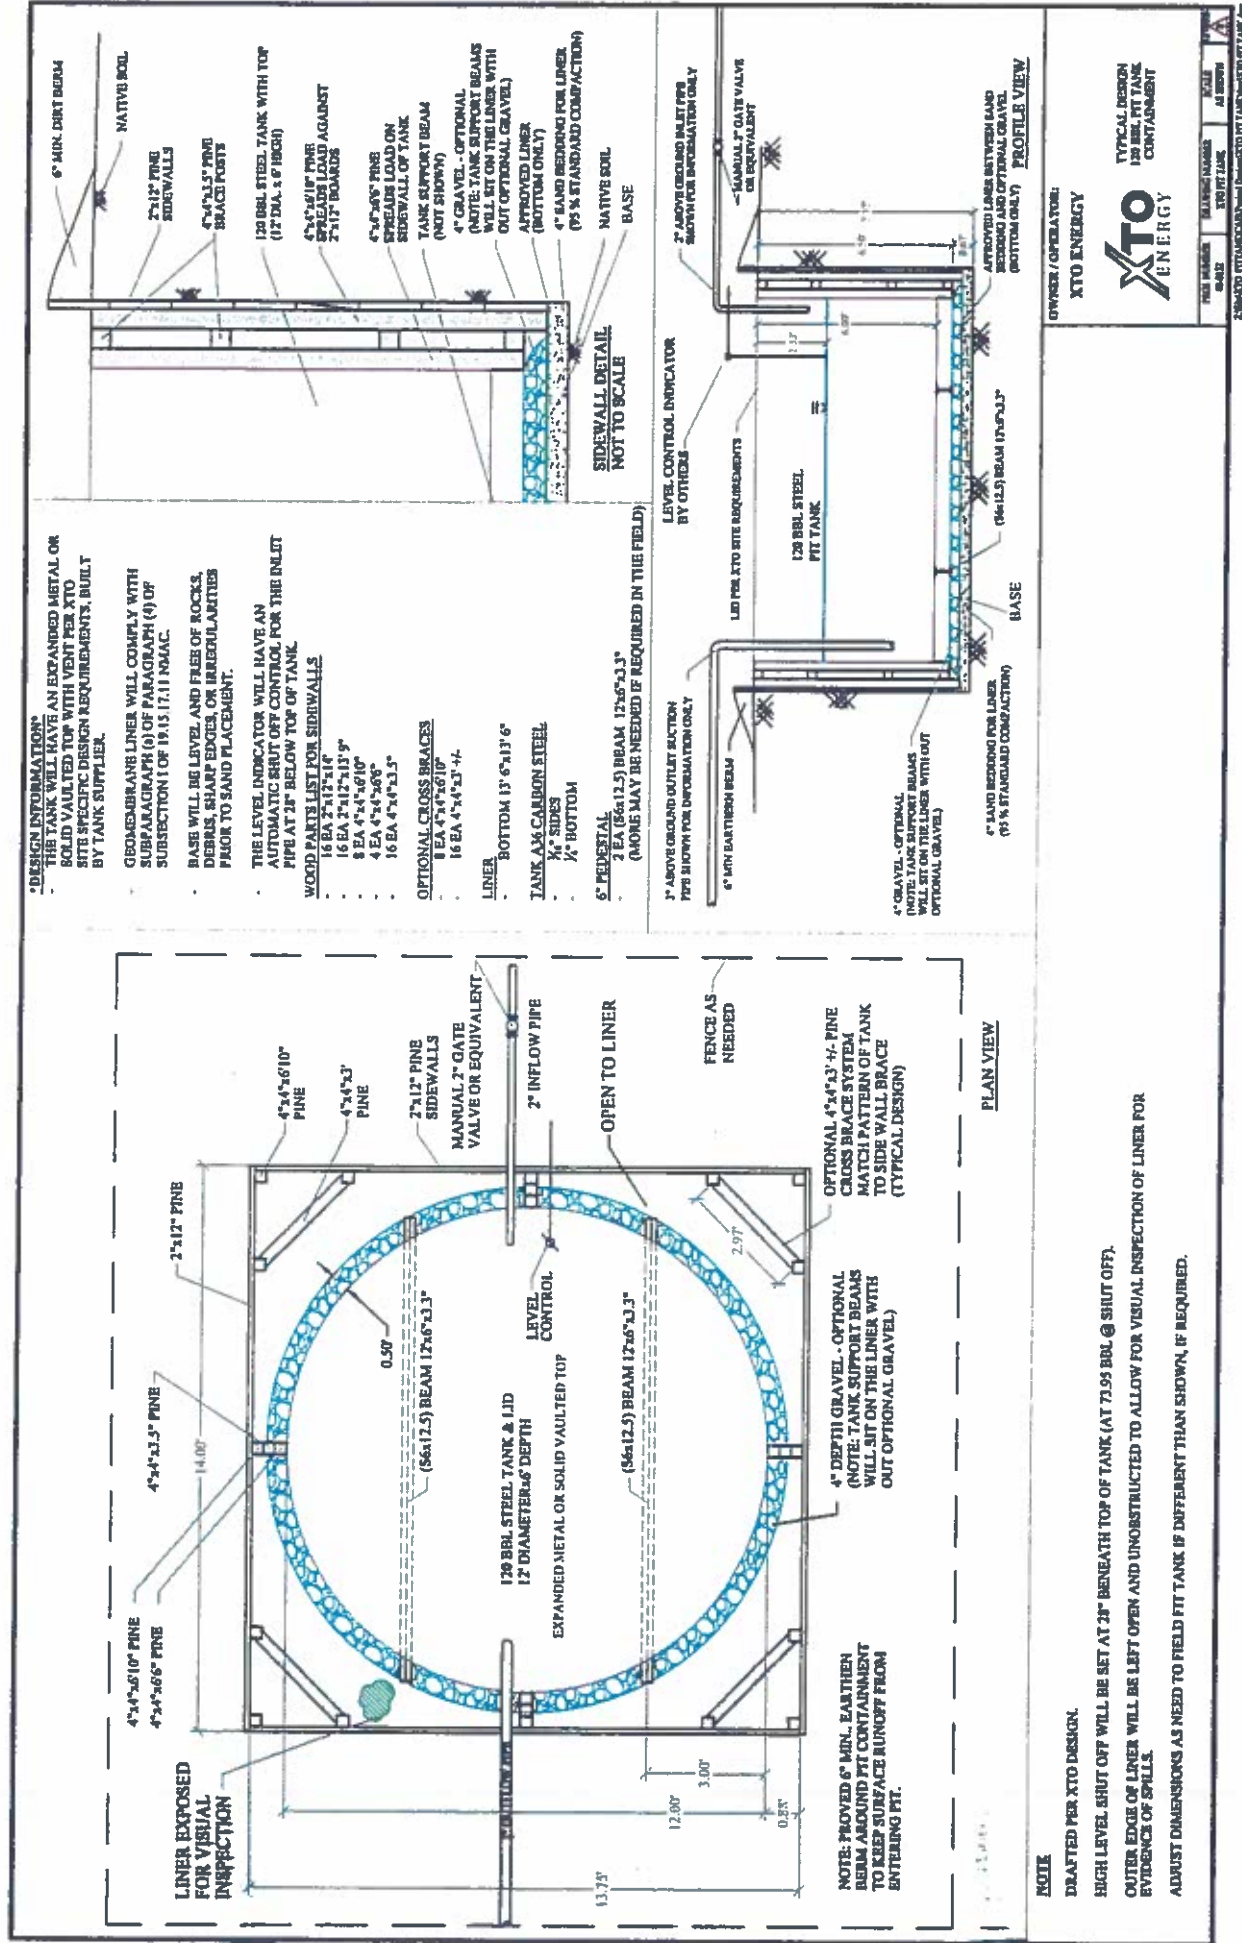 "DESIGN INFORMATION"
- THE TANK WILL HAVE AN EXPANDED METAL OR
SOLID VAULTED TOP WITH VENT PER XTO
SITE SPECIFIC DESIGN REQUIREMENTS, BUILT
BY TANK SUPPLIER.
- GEOMEMBRANE LINER WILL COMPLY WITH
SUBPARAGRAPH (a) OF PARAGRAPH (4) OF
SUBSECTION I OF 19.15.17.11 NMAC.
- BASE WILL BE LEVEL AND FREE OF ROCKS,
DEBRIS, SHARP EDGES, OR IRREGULARITIES
PRIOR TO SAND PLACEMENT.
- THE LEVEL INDICATOR WILL HAVE AN
AUTOMATIC SHUT OFF CONTROL FOR THE INLET
PIPE AT 28" BELOW TOP OF TANK.
WOOD PARTS LIST FOR SIDEWALLS
- 16 EA 2"x12"x14'
- 16 EA 2"x12"x13'9"
- 8 EA 4"x4"x6'10"
- 4 EA 4"x4"x6'6"
- 16 EA 4"x4"x3.5"
OPTIONAL CROSS BRACES
- 8 EA 4"x4"x6'10"
- 16 EA 4"x4"x3' +/-
LINER
- BOTTOM 13' 6"x13' 6"
TANK A36 CARBON STEEL
SIDES
- ¼" BOTTOM
6" PEDESTAL
- 2 EA (S6x12.5) BEAM 12'x6"x3.3"
(MORE MAY BE NEEDED IF REQUIRED IN THE FIELD)
6" MIN. DIRT BERM
NATIVE SOIL
2"x12" PINE
SIDEWALLS
4"x4"x3.5" PINE
BRACE POSTS
120 BBL STEEL TANK WITH TOP
(12' DIA. x 6' HIGH)
4"x4"x6'10" PINE
SPREADS LOAD AGAINST
2"x12" BOARDS
4"x4"x6'6" PINE
SPREADS LOAD ON
SIDEWALL OF TANK
TANK SUPPORT BEAM
(NOT SHOWN)
4" GRAVEL - OPTIONAL
(NOTE: TANK SUPPORT BEAMS
WILL SIT ON THE LINER WITH
OUT OPTIONAL GRAVEL)
APPROVED LINER
(BOTTOM ONLY)
4" SAND BEDDING FOR LINER
(95 % STANDARD COMPACTION)
NATIVE SOIL
BASE
SIDEWALL DETAIL
NOT TO SCALE
LINER EXPOSED
FOR VISUAL
INSPECTION
4"x4"x6'10" PINE
4"x4"x6'6" PINE
4"x4"x3.5" PINE
2"x12" PINE
4"x4"x6'10"
PINE
4"x4"x3'
PINE
2"x12" PINE
SIDEWALLS
MANUAL 2" GATE
VALVE OR EQUIVALENT
2" INFLOW PIPE
OPEN TO LINER
FENCE AS
NEEDED
14.00'
0.50'
(S6x12.5) BEAM 12'x6"x3.3"
LEVEL
CONTROL
120 BBL STEEL TANK & LID
12' DIAMETERx6' DEPTH
EXPANDED METAL OR SOLID VAULTED TOP
(S6x12.5) BEAM 12'x6"x3.3"
3.00'
12.00'
0.88'
13.75'
2.97'
OPTIONAL 4"x4"x3' +/- PINE
CROSS BRACE SYSTEM
MATCH PATTERN OF TANK
TO SIDE WALL BRACE
(TYPICAL DESIGN)
4" DEPTH GRAVEL - OPTIONAL
(NOTE: TANK SUPPORT BEAMS
WILL SIT ON THE LINER WITH
OUT OPTIONAL GRAVEL)
NOTE: PROVED 6" MIN., EARTHEN
BERM AROUND PIT CONTAINMENT
TO KEEP SURFACE RUNOFF FROM
ENTERING PIT.
PLAN VIEW
3" ABOVE GROUND OUTLET SUCTION
PIPE SHOWN FOR INFORMATION ONLY
6" MIN EARTHERN BERM
LEVEL CONTROL INDICATOR
BY OTHERS
LID PER XTO SITE REQUIREMENTS
120 BBL STEEL
PIT TANK
2" ABOVE GROUND INLET PIPE
SHOWN FOR INFORMATION ONLY
MANUAL 2" GATE VALVE
OR EQUIVALENT
2.33'
6.00'
4" GRAVEL - OPTIONAL
(NOTE: TANK SUPPORT BEAMS
WILL SIT ON THE LINER WITH OUT
OPTIONAL GRAVEL)
4" SAND BEDDING FOR LINER
(95 % STANDARD COMPACTION)
BASE
(S6x12.5) BEAM 12'x6"x3.3"
APPROVED LINER BETWEEN SAND
BEDDING AND OPTIONAL GRAVEL
(BOTTOM ONLY)
PROFILE VIEW
NOTE
DRAFTED PER XTO DESIGN.
HIGH LEVEL SHUT OFF WILL BE SET AT 28" BENEATH TOP OF TANK (AT 73.95 BBL @ SHUT OFF).
OUTER EDGE OF LINER WILL BE LEFT OPEN AND UNOBSTRUCTED TO ALLOW FOR VISUAL INSPECTION OF LINER FOR
EVIDENCE OF SPILLS.
ADJUST DIMENSIONS AS NEED TO FIELD FIT TANK IF DIFFERENT THAN SHOWN, IF REQUIRED.
OWNER / OPERATOR:
XTO ENERGY
XTO
ENERGY
TYPICAL DESIGN
120 BBL PIT TANK
CONTAINMENT
SCALE
AS SHOWN